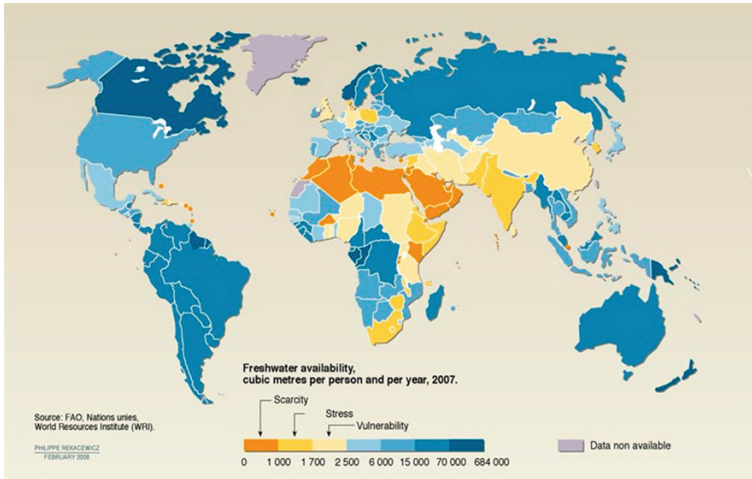 Freshwater availability,
cubic metres per person and per year, 2007.
Scarcity
Stress
Vulnerability
0 1 000 1 700 2 500 6 000 15 000 70 000 684 000
Data non available
Source: FAO, Nations unies,
World Resources Institute (WRI).
PHILIPPE REKACEWICZ
FEBRUARY 2008